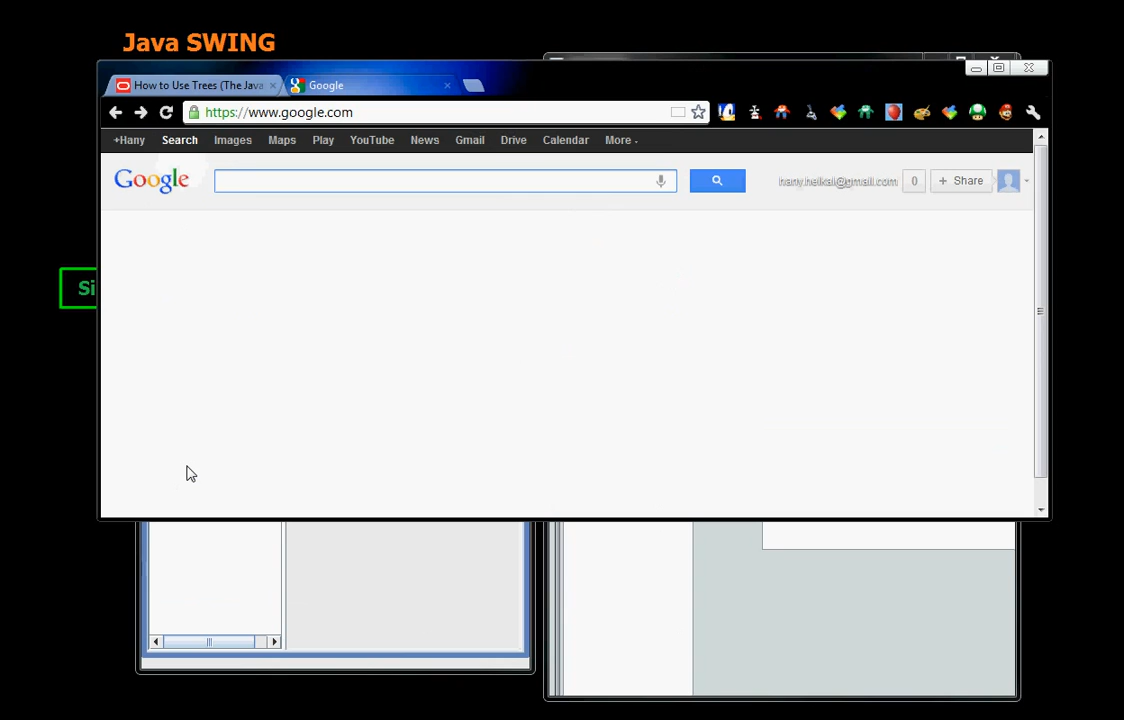 Java SWING
How to Use Trees (The Java
Google
https://www.google.com
+Hany Search Images Maps Play YouTube News Gmail Drive Calendar More
Google
hany.heikal@gmail.com 0 + Share
Si